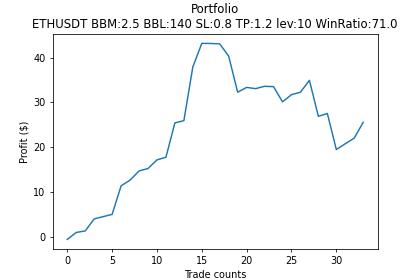 Portfolio
ETHUSDT BBM:2.5 BBL:140 SL:0.8 TP:1.2 lev:10 WinRatio:71.0
Profit ($)
40
30
20
10
0
0 5 10 15 20 25 30
Trade counts